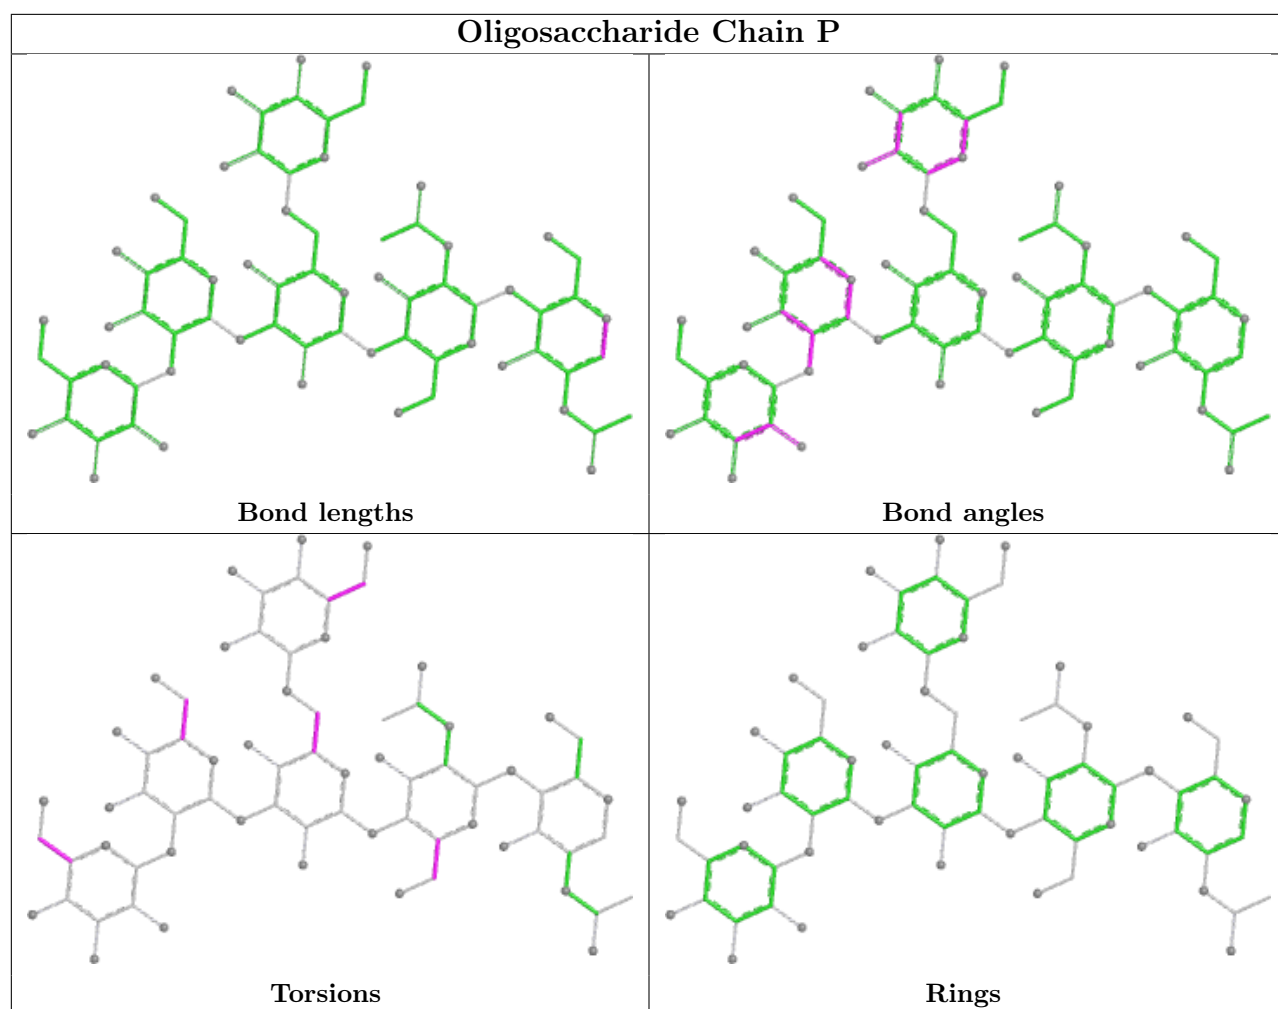 Oligosaccharide Chain P
Bond lengths
Bond angles
Torsions
Rings